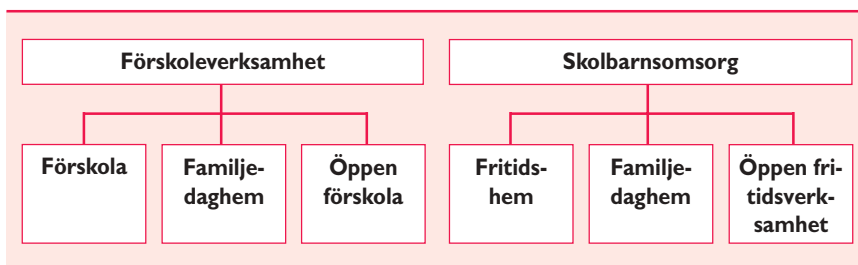 Förskoleverksamhet
Skolbarnsomsorg
Förskola
Familje-
daghem
Öppen
förskola
Fritids-
hem
Familje-
daghem
Öppen fri-
tidsverk-
samhet